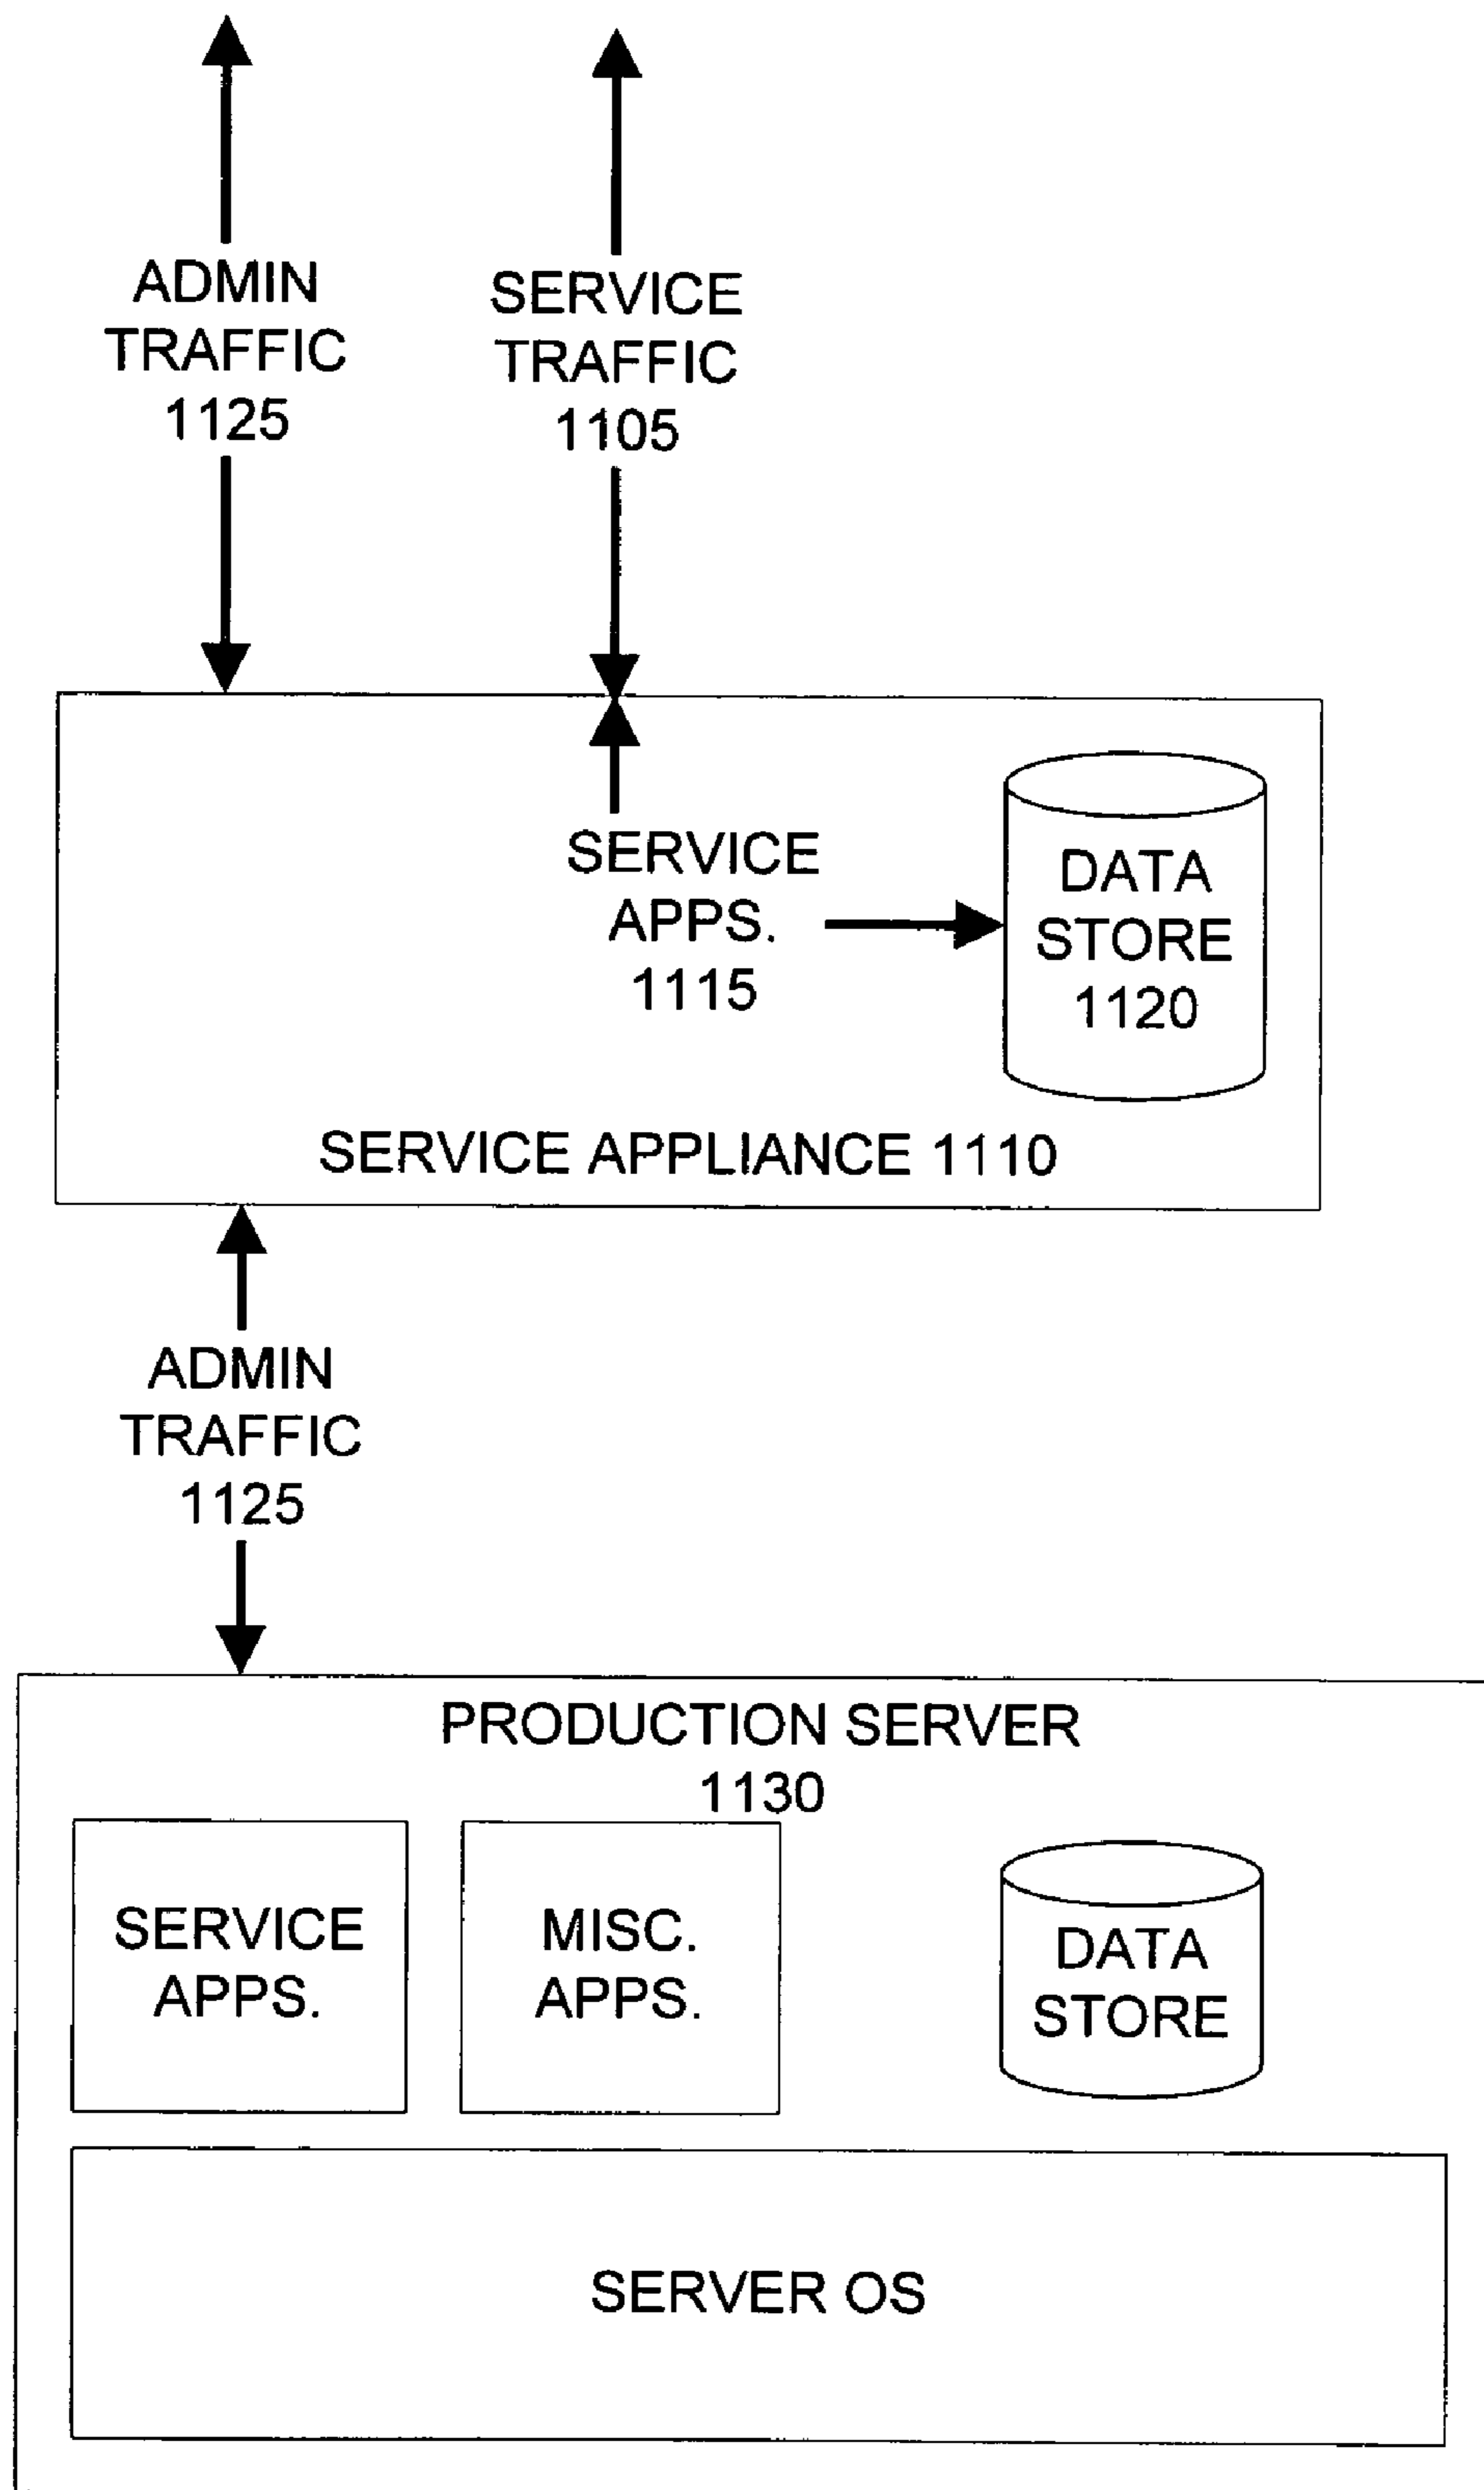 ADMIN
TRAFFIC
1125
SERVICE
TRAFFIC
1105
SERVICE
APPS.
1115
DATA
STORE
1120
SERVICE APPLIANCE 1110
ADMIN
TRAFFIC
1125
PRODUCTION SERVER
1130
SERVICE
APPS.
MISC.
APPS.
DATA
STORE
SERVER OS